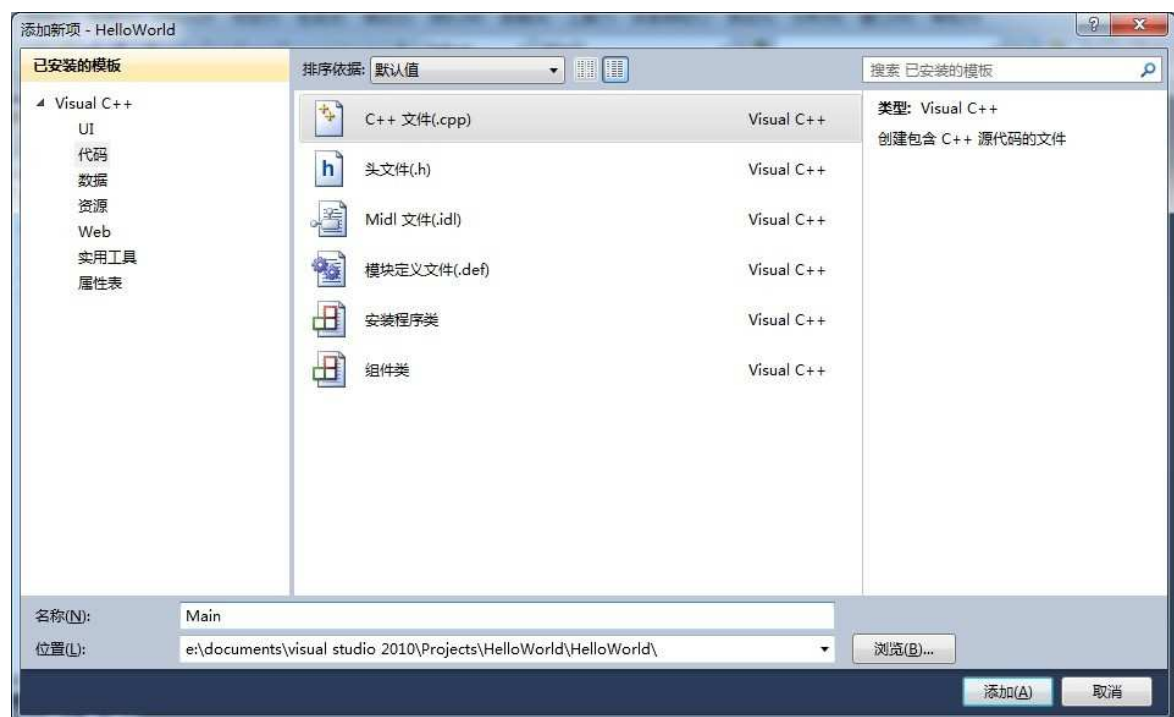 添加新项 - HelloWorld
已安装的模板
排序依据: 默认值
搜索 已安装的模板
Visual C++
UI
代码
数据
资源
Web
实用工具
属性表
C++ 文件(.cpp) Visual C++
头文件(.h) Visual C++
Midl 文件(.idl) Visual C++
模块定义文件(.def) Visual C++
安装程序类 Visual C++
组件类 Visual C++
类型: Visual C++
创建包含 C++ 源代码的文件
名称(N): Main
位置(L): e:\documents\visual studio 2010\Projects\HelloWorld\HelloWorld\ 浏览(B)...
添加(A) 取消